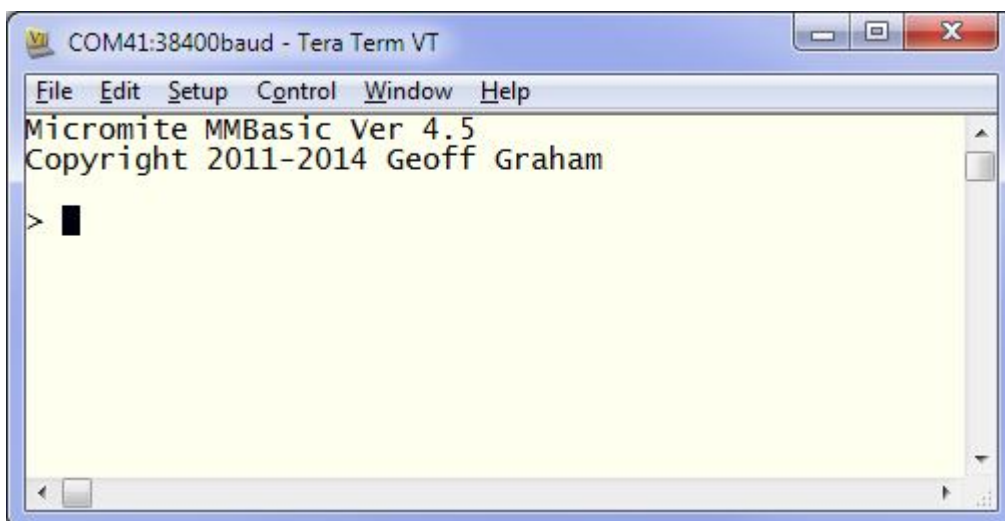 COM41:38400baud - Tera Term VT
File Edit Setup Control Window Help
Micromite MMBasic Ver 4.5
Copyright 2011-2014 Geoff Graham
>